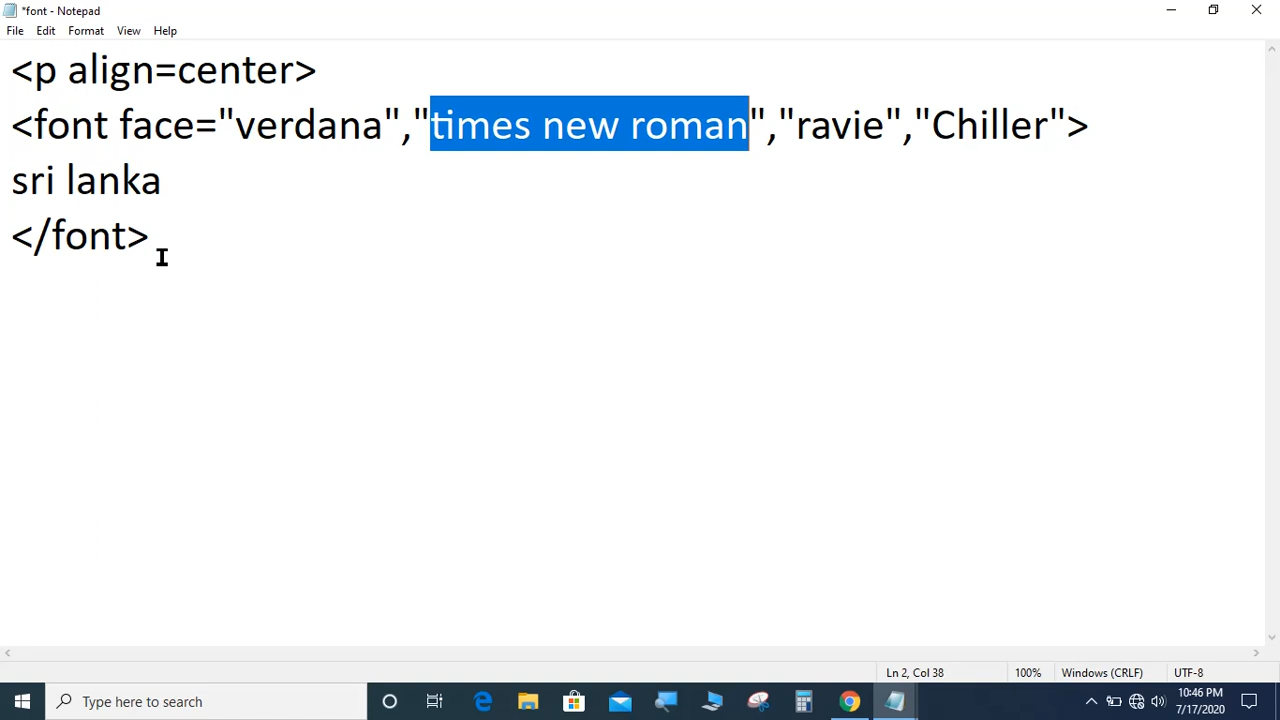 *font - Notepad
File Edit Format View Help
<p align=center>
<font face="verdana","times new roman","ravie","Chiller">
sri lanka
</font>
Ln 2, Col 38 100% Windows (CRLF) UTF-8
Type here to search
10:46 PM
7/17/2020